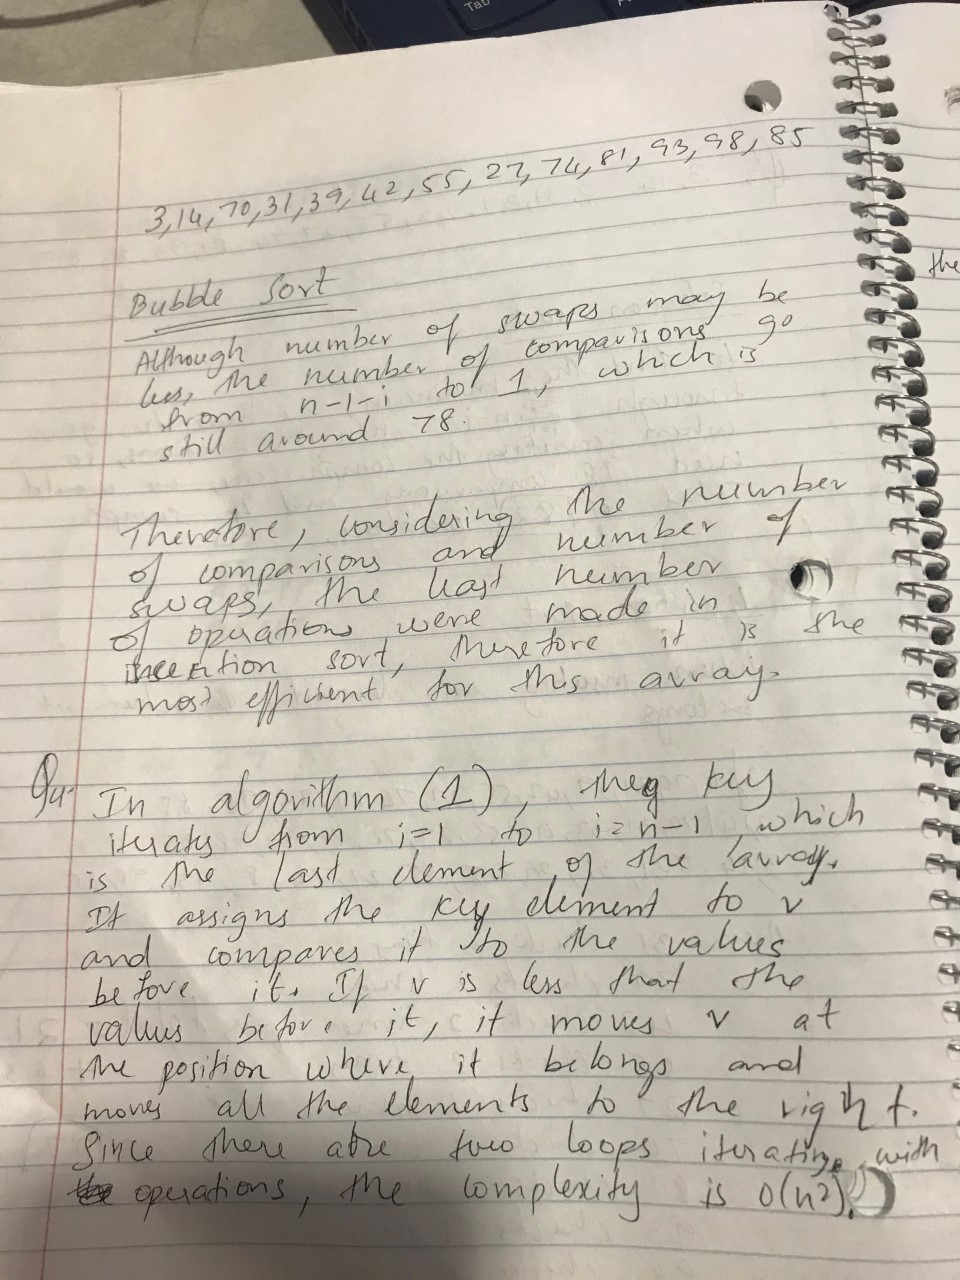 Tab
3,14,70,31,39,42,55,27,74,81,93,98,85
the
Bubble Sort
Although number of swaps may be
less, the number of comparisons go
from n-1-i to 1, which is
still around 78.
Therefore, considering the number
of comparisons and number of
swaps, the least number
of operations were made in
insertion sort, therefore it is the
most efficient for this array.
Q4. In algorithm (1), the key
iterates from i=1 to i=n-1 which
is the last element of the array.
It assigns the key element to v
and compares it to the values
before it. If v is less that the
values before it, it moves v at
the position where it belongs and
moves all the elements to the right.
Since there are two loops iterating with
operations, the complexity is O(n²).